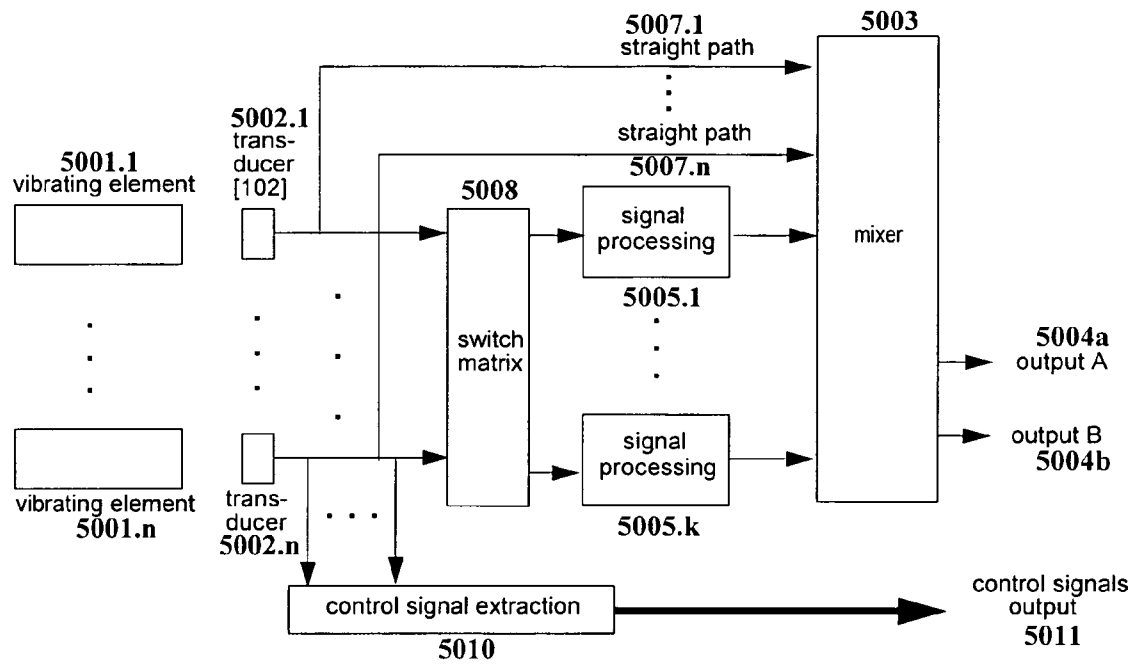 5007.1
straight path
5003
5002.1
trans-
ducer
[102]
straight path
5007.n
5001.1
vibrating element
5008
signal
processing
5005.1
mixer
switch
matrix
5004a
output A
signal
processing
5005.k
output B
5004b
vibrating element
5001.n
trans-
ducer
5002.n
control signal extraction
5010
control signals
output
5011